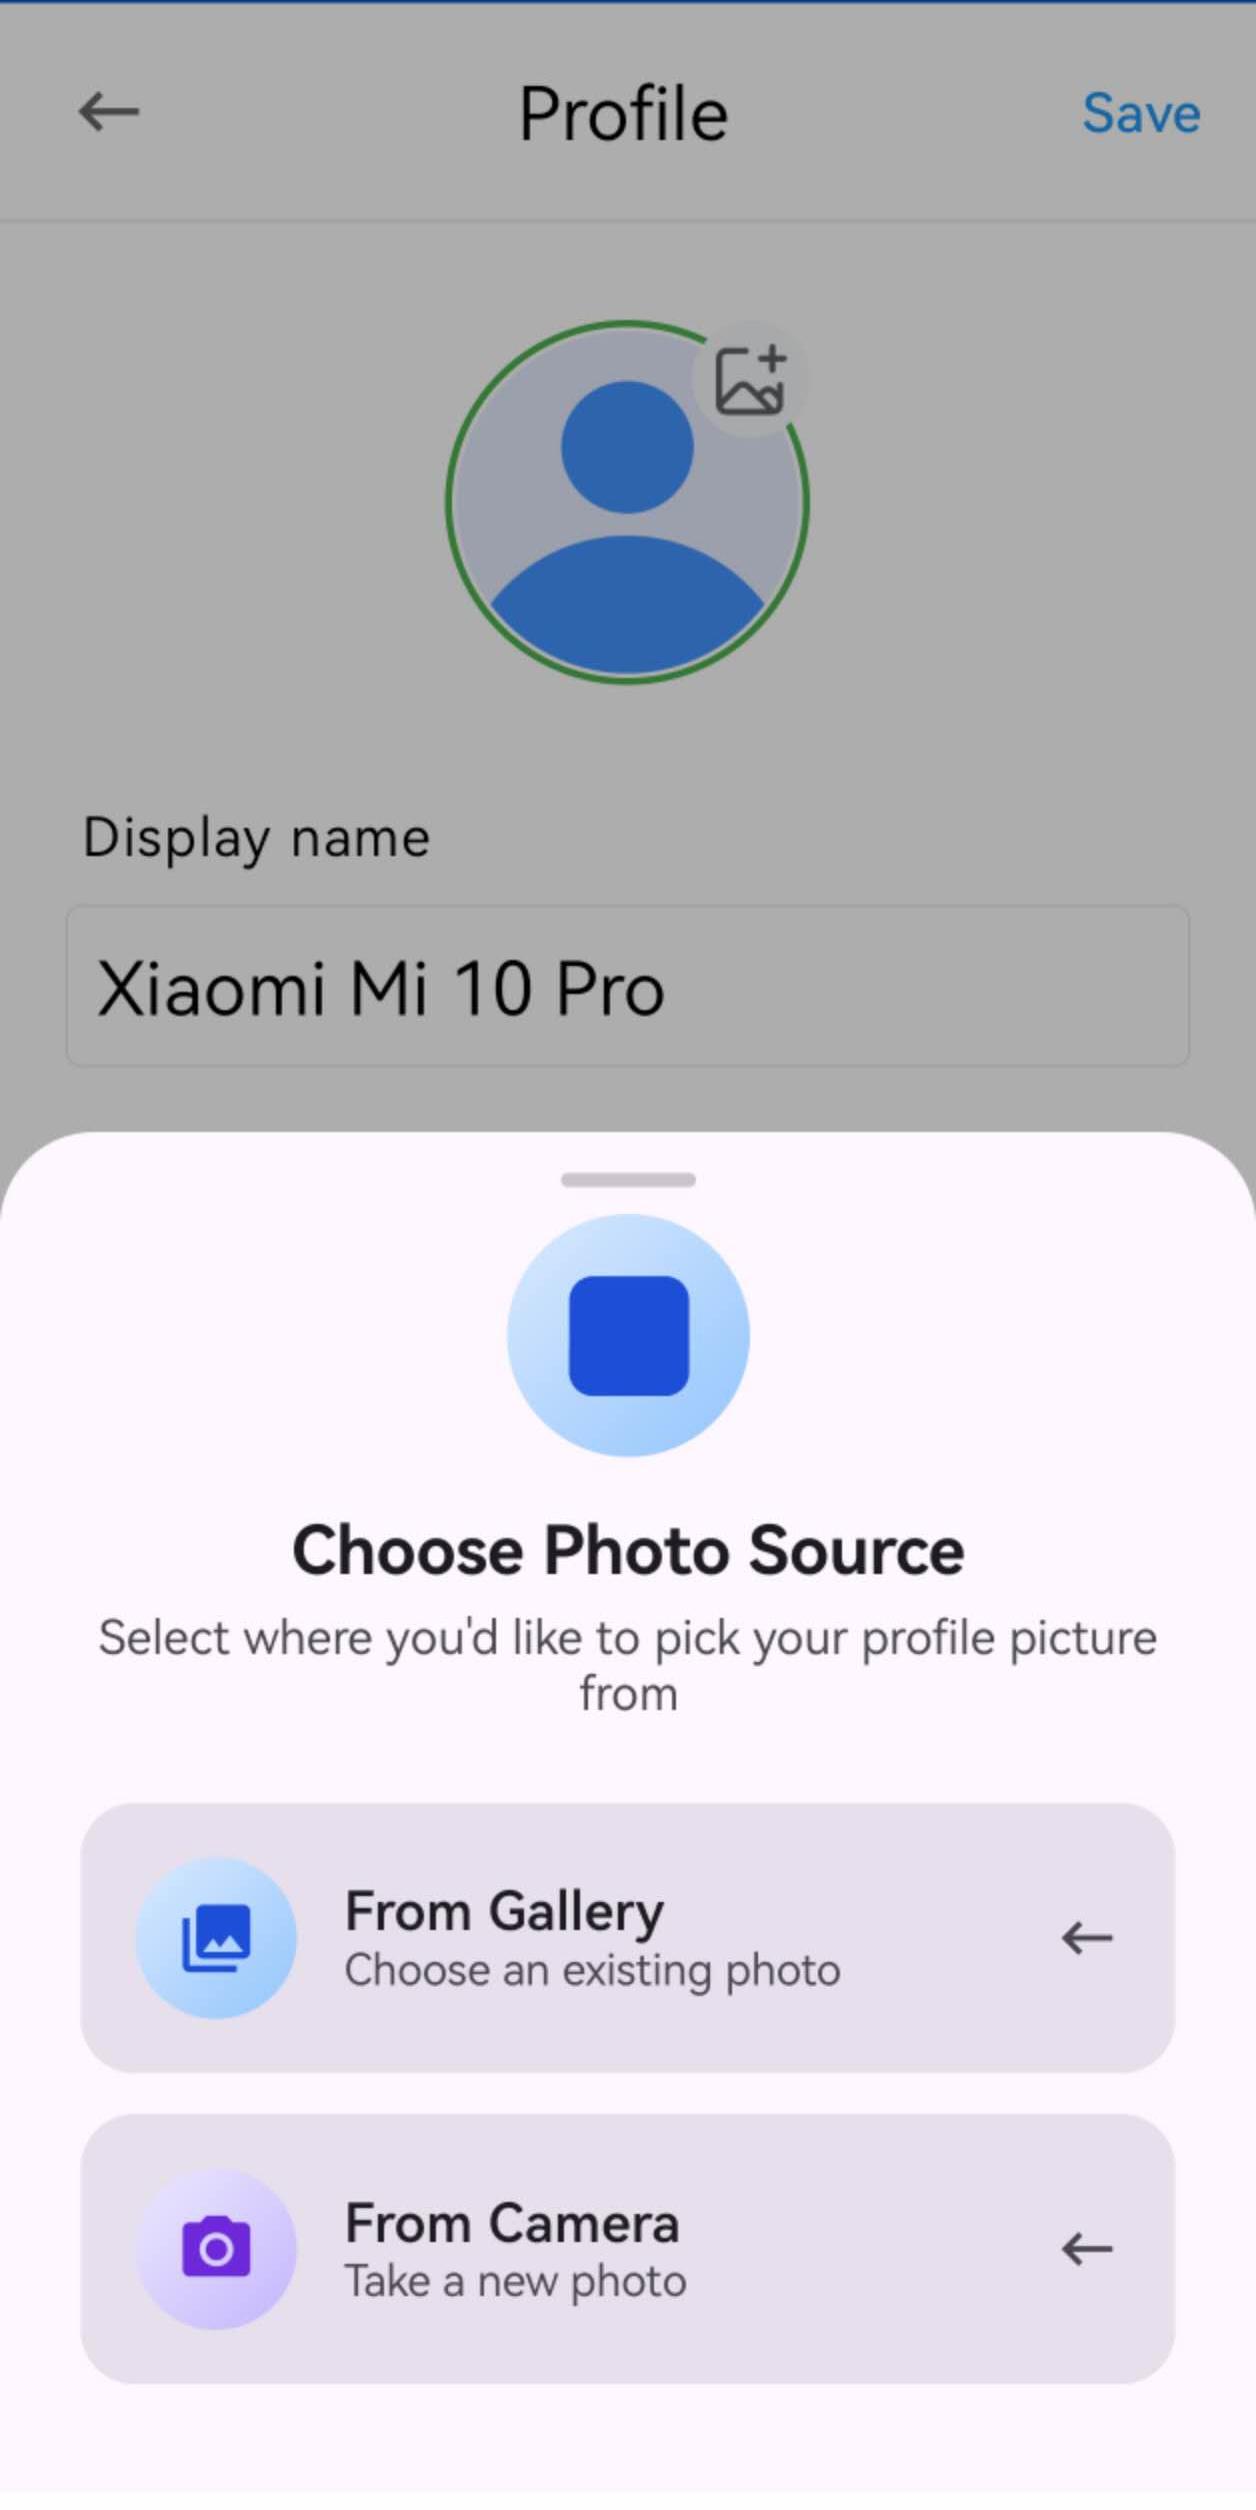 Profile
Save
Display name
Xiaomi Mi 10 Pro
Choose Photo Source
Select where you'd like to pick your profile picture
from
From Gallery
Choose an existing photo
From Camera
Take a new photo